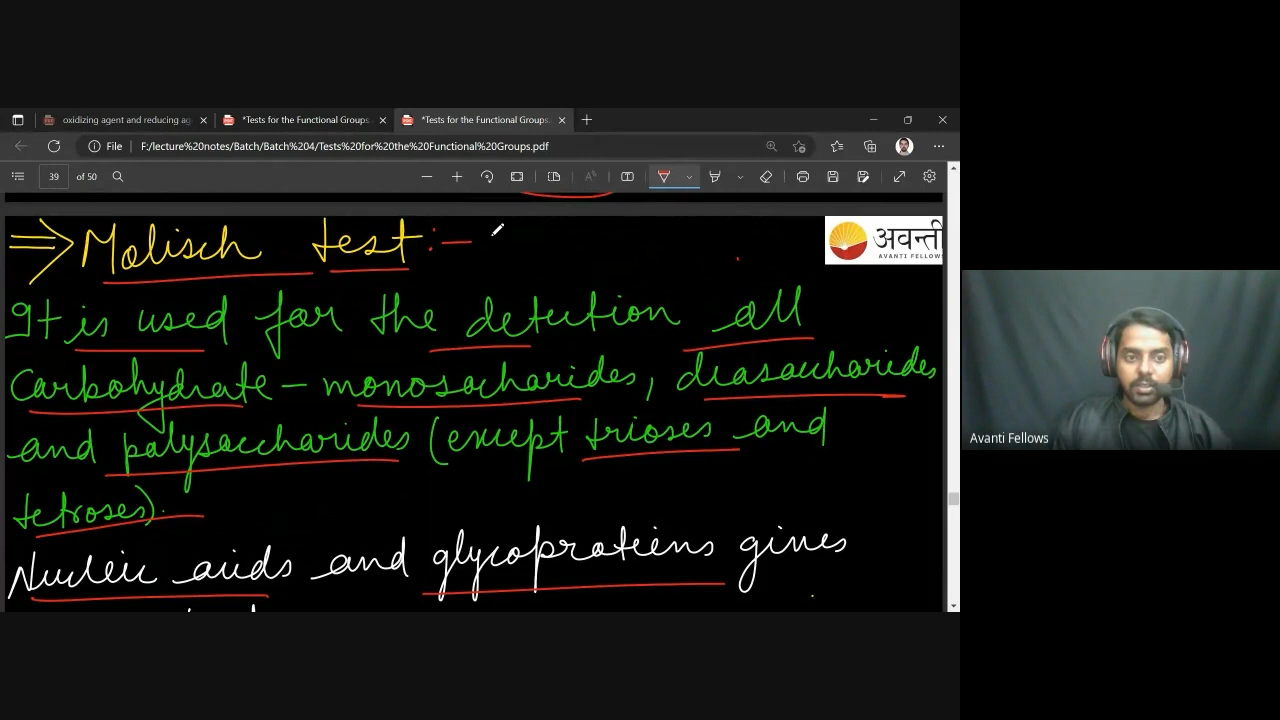 oxidizing agent and reducing ag
*Tests for the Functional Groups.
*Tests for the Functional Groups.
File F:/lecture%20notes/Batch/Batch%204/Tests%20for%20the%20Functional%20Groups.pdf
39 of 50
⇒ Molisch test :-
अवन्ती
AVANTI FELLOWS
It is used for the detection all
Carbohydrate - monosacharides, diasaccharides
and polysaccharides (except trioses and
tetroses).
Nucleic acids and glycoproteins gives
Avanti Fellows